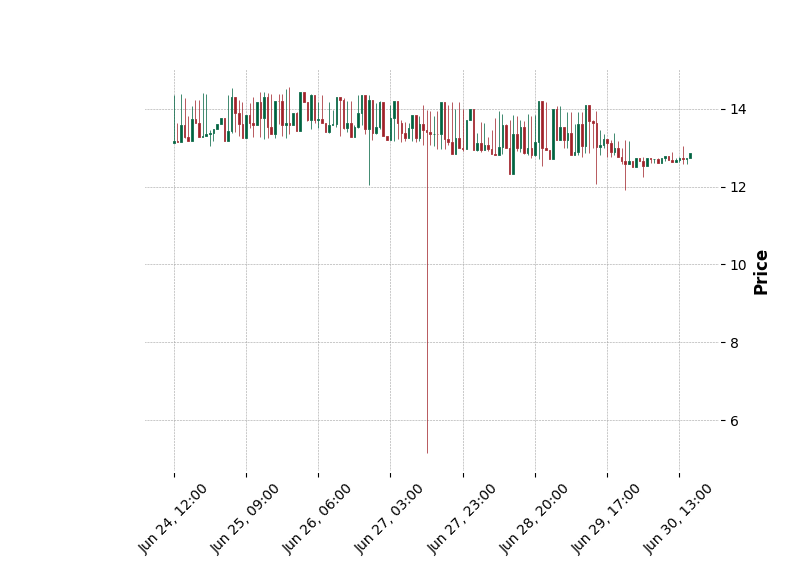 14
12
10
8
6
Price
Jun 24, 12:00
Jun 25, 09:00
Jun 26, 06:00
Jun 27, 03:00
Jun 27, 23:00
Jun 28, 20:00
Jun 29, 17:00
Jun 30, 13:00